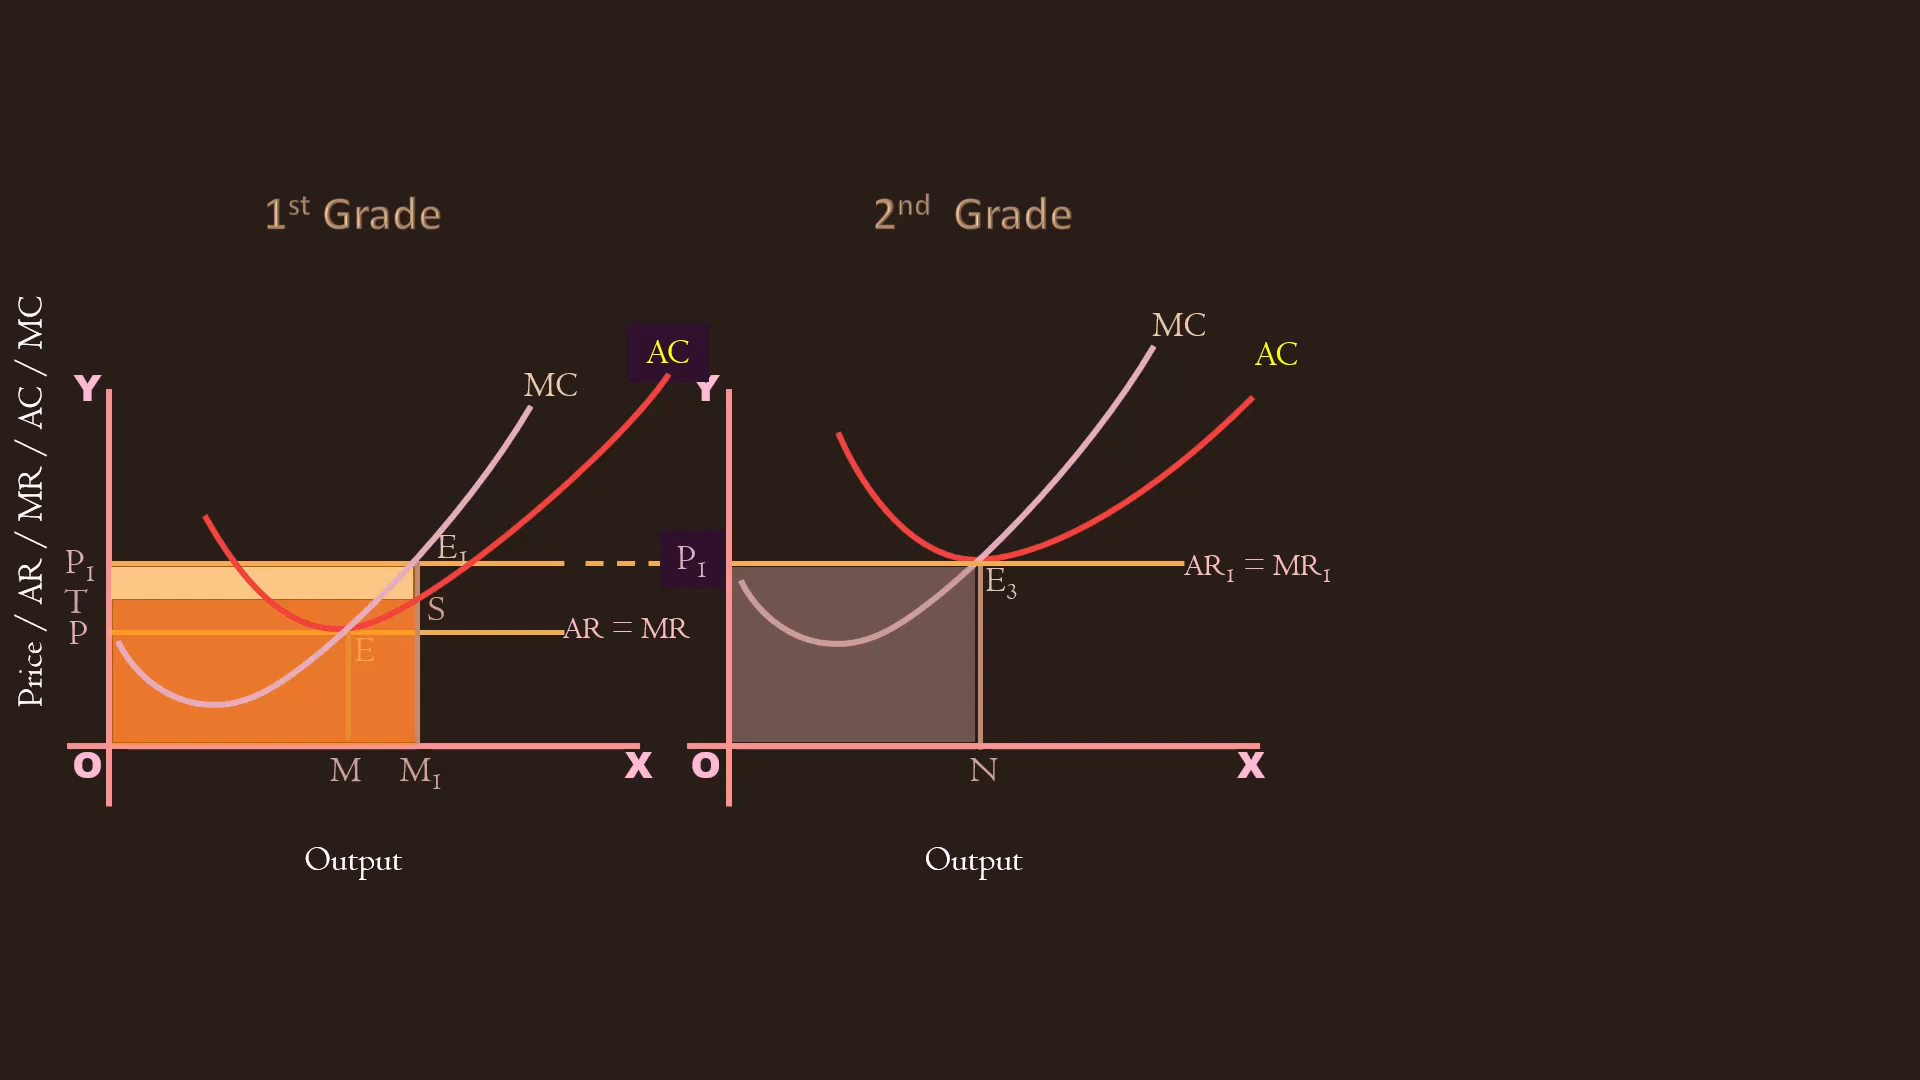 1st Grade
2nd Grade
Price / AR / MR / AC / MC
MC
AC
MC
AC
Y
Y
P1
E1
P1
AR1 = MR1
T
S
E3
P
AR = MR
E
O
X
O
X
M
M1
N
Output
Output